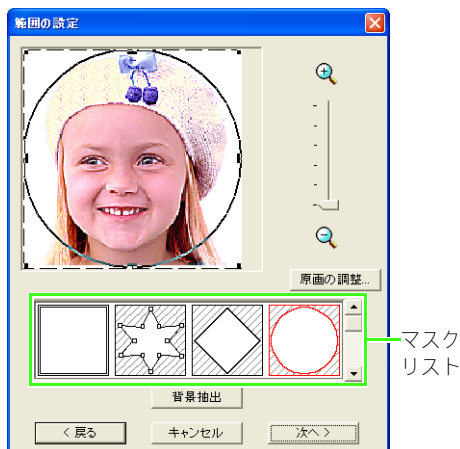 範囲の設定
原画の調整...
マスク
リスト
背景抽出
< 戻る
キャンセル
次へ >